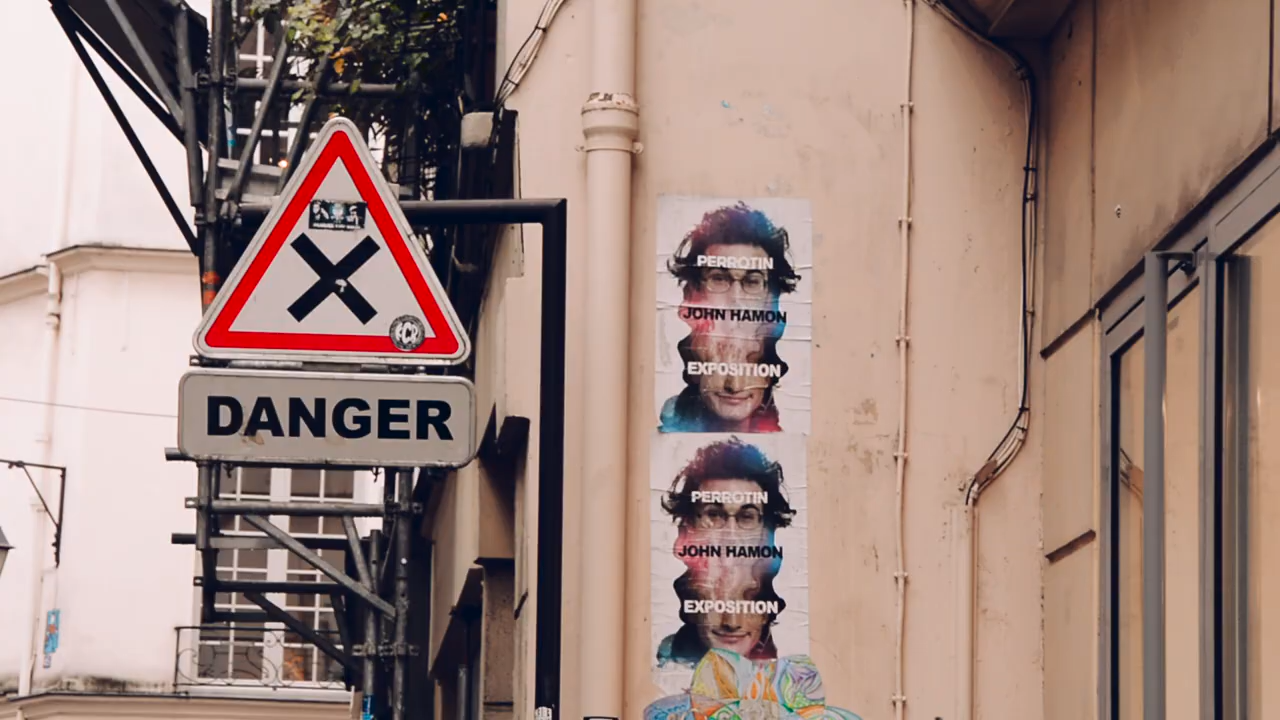 DANGER
PERROTIN
JOHN HAMON
EXPOSITION
PERROTIN
JOHN HAMON
EXPOSITION